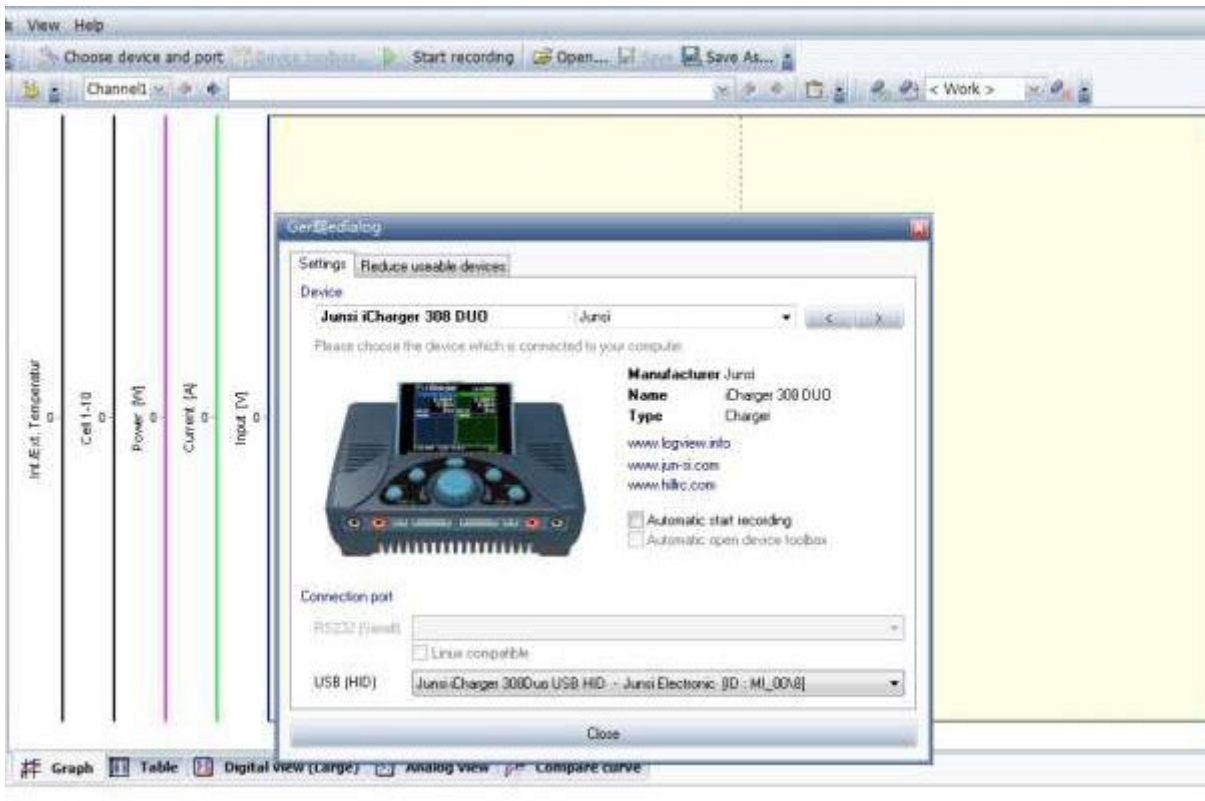 View Help
Choose device and port Start recording Open... Save Save As...
Channel1 < Work >
Settings Reduce useable devices
Device
Junsi iCharger 308 DUO Junsi < >
Please choose the device which is connected to your computer
Manufacturer Junsi
Name iCharger 308 DUO
Type Charger
www.logview.info
www.jun-si.com
www.hillrc.com
Automatic start recording
Automatic open device toolbox
Connection port
RS232 (Serial)
Linux compatible
USB (HID) Junsi iCharger 308Duo USB HID - Junsi Electronic [ID : MI_00\8]
Close
Int./Ext. Temperatur
0
Cell 1-10
0
Power [W]
0
Current [A]
0
Input [V]
0
Graph Table Digital view (Large) Analog view Compare curve